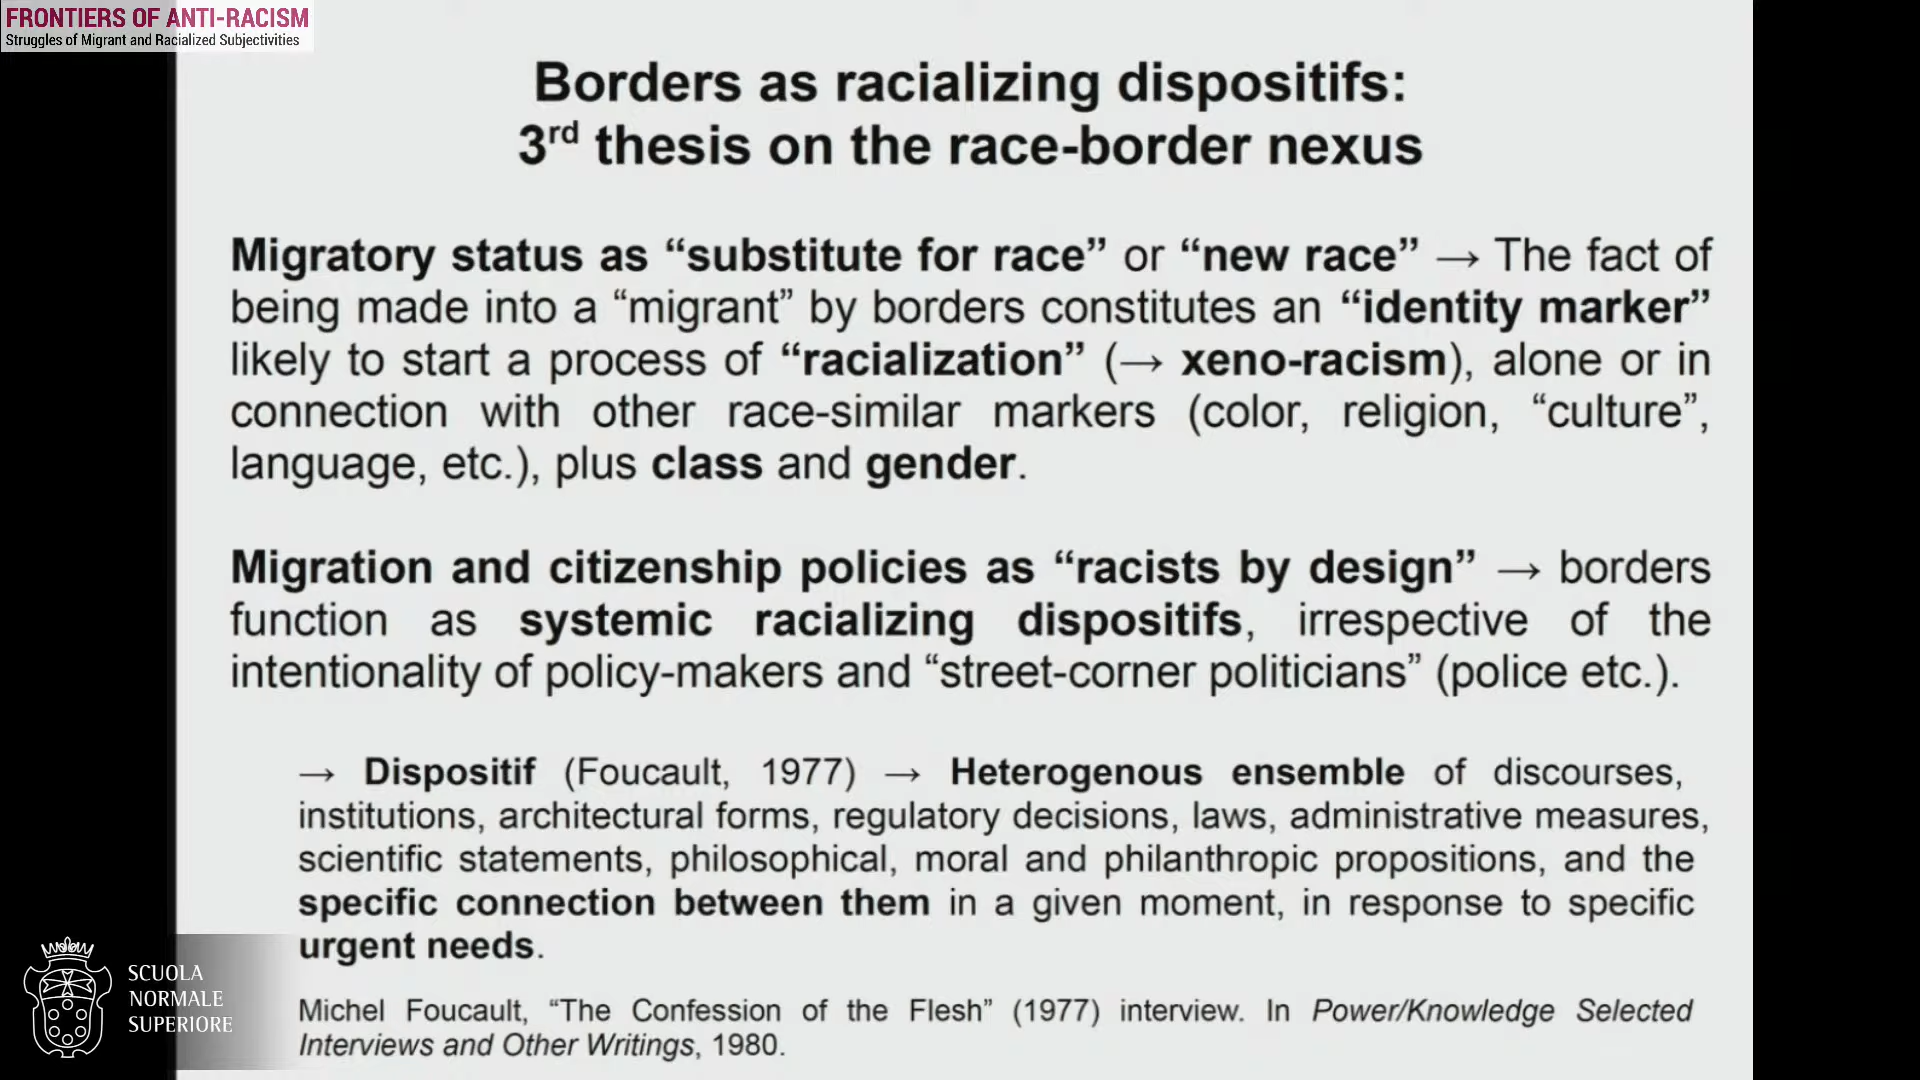 FRONTIERS OF ANTI-RACISM
Struggles of Migrant and Racialized Subjectivities
Borders as racializing dispositifs:
3rd thesis on the race-border nexus
Migratory status as “substitute for race” or “new race” → The fact of
being made into a “migrant” by borders constitutes an “identity marker”
likely to start a process of “racialization” (→ xeno-racism), alone or in
connection with other race-similar markers (color, religion, “culture”,
language, etc.), plus class and gender.
Migration and citizenship policies as “racists by design” → borders
function as systemic racializing dispositifs, irrespective of the
intentionality of policy-makers and “street-corner politicians” (police etc.).
→ Dispositif (Foucault, 1977) → Heterogenous ensemble of discourses,
institutions, architectural forms, regulatory decisions, laws, administrative measures,
scientific statements, philosophical, moral and philanthropic propositions, and the
specific connection between them in a given moment, in response to specific
urgent needs.
Michel Foucault, “The Confession of the Flesh” (1977) interview. In Power/Knowledge Selected
Interviews and Other Writings, 1980.
SCUOLA
NORMALE
SUPERIORE